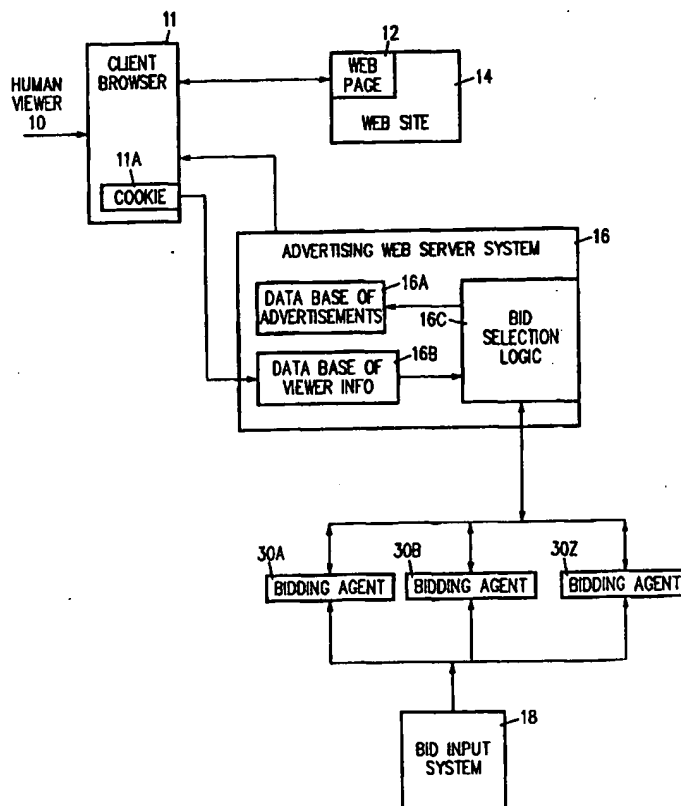 11
CLIENT
BROWSER
12
WEB
PAGE
14
WEB SITE
HUMAN
VIEWER
10
11A
COOKIE
ADVERTISING WEB SERVER SYSTEM
16
16A
DATA BASE OF
ADVERTISEMENTS
16C
BID
SELECTION
LOGIC
16B
DATA BASE OF
VIEWER INFO
30A
BIDDING AGENT
30B
BIDDING AGENT
30Z
BIDDING AGENT
18
BID INPUT
SYSTEM